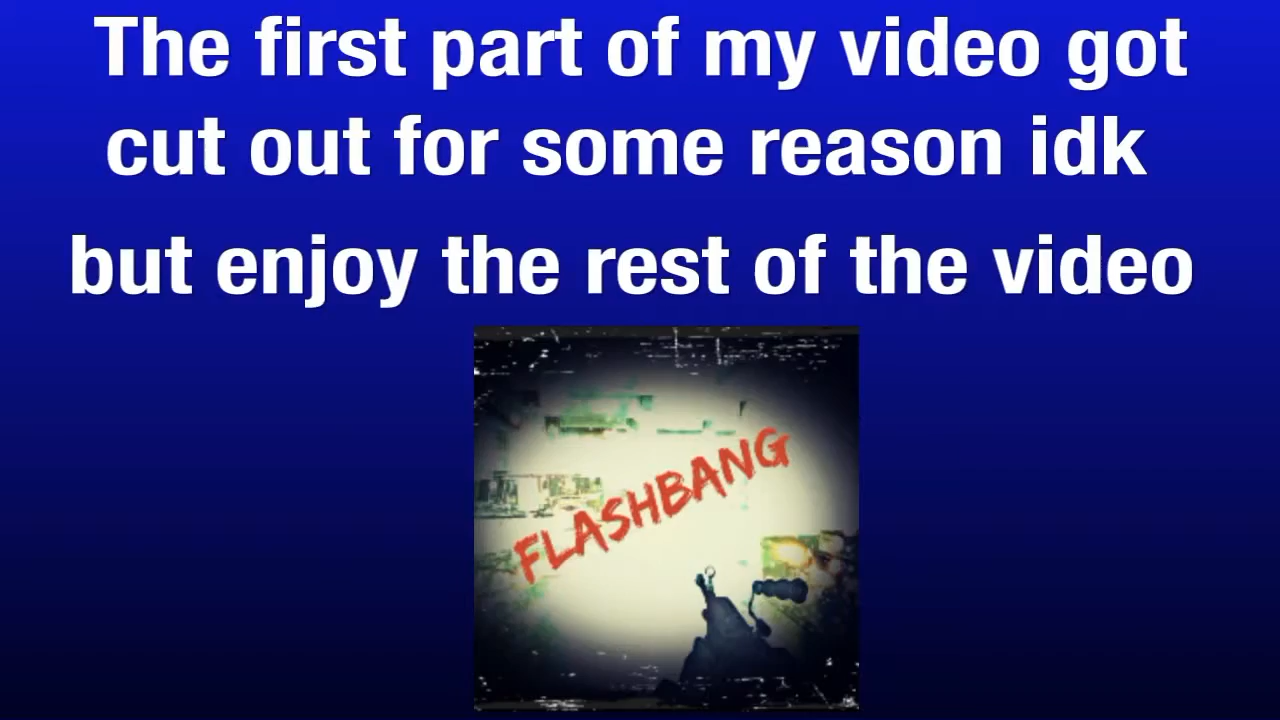 The first part of my video got
cut out for some reason idk
but enjoy the rest of the video
FLASHBANG